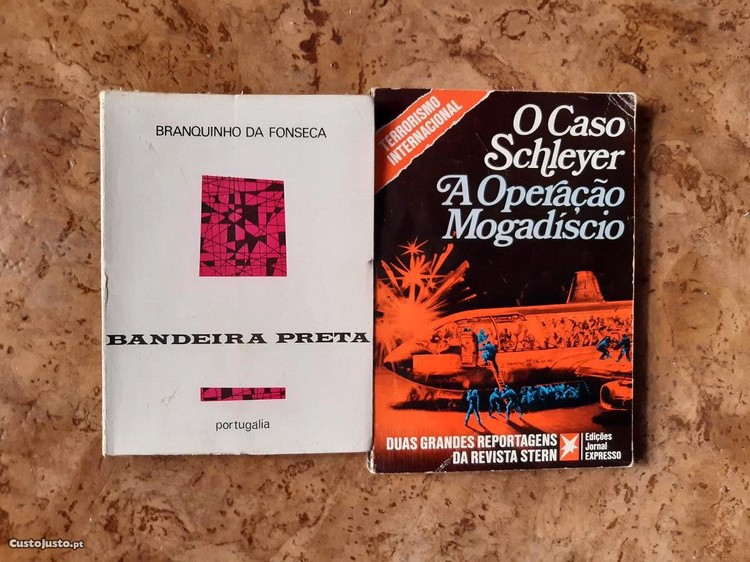 BRANQUINHO DA FONSECA
BANDEIRA PRETA
portugalia
TERRORISMO
INTERNACIONAL
O Caso
Schleyer
A Operação
Mogadíscio
DUAS GRANDES REPORTAGENS
DA REVISTA STERN
Edições
Jornal
EXPRESSO
CustoJusto.pt